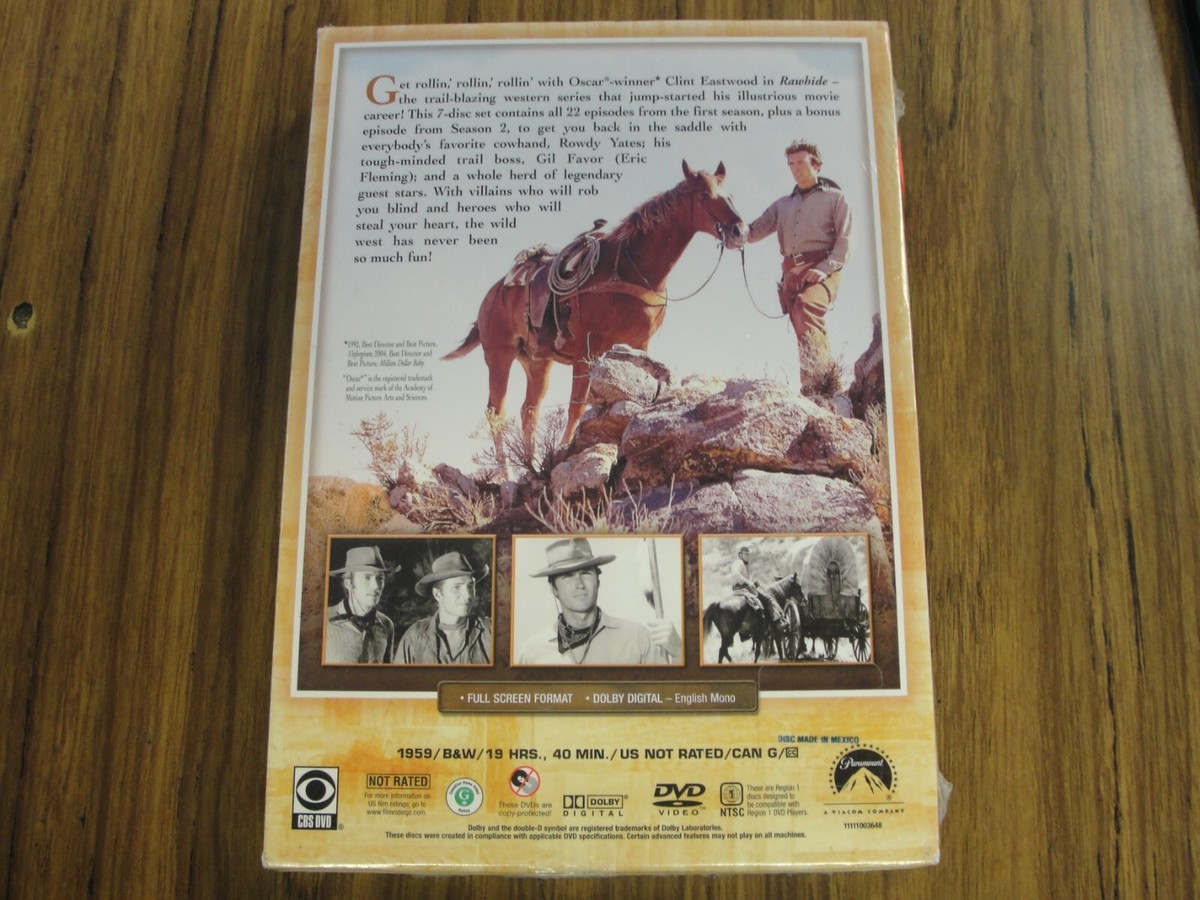 Get rollin,' rollin,' rollin' with Oscar®-winner* Clint Eastwood in Rawhide –
the trail-blazing western series that jump-started his illustrious movie
career! This 7-disc set contains all 22 episodes from the first season, plus a bonus
episode from Season 2, to get you back in the saddle with
everybody's favorite cowhand, Rowdy Yates; his
tough-minded trail boss, Gil Favor (Eric
Fleming); and a whole herd of legendary
guest stars. With villains who will rob
you blind and heroes who will
steal your heart, the wild
west has never been
so much fun!
*1992, Best Director and Best Picture,
Unforgiven; 2004, Best Director and
Best Picture, Million Dollar Baby.
"Oscar®" is the registered trademark
and service mark of the Academy of
Motion Picture Arts and Sciences.
• FULL SCREEN FORMAT • DOLBY DIGITAL – English Mono
DISC MADE IN MEXICO
1959/B&W/19 HRS., 40 MIN./US NOT RATED/CAN G/CC
CBS DVD ®
NOT RATED
For more information on
US film ratings, go to
www.filmratings.com
G
These DVDs are
copy-protected!
DOLBY®
DIGITAL
DVD™
VIDEO
1
NTSC
These are Region 1
discs designed to
be compatible with
Region 1 DVD Players.
Paramount
®
A VIACOM COMPANY
11111003648
Dolby and the double-D symbol are registered trademarks of Dolby Laboratories.
These discs were created in compliance with applicable DVD specifications. Certain advanced features may not play on all machines.